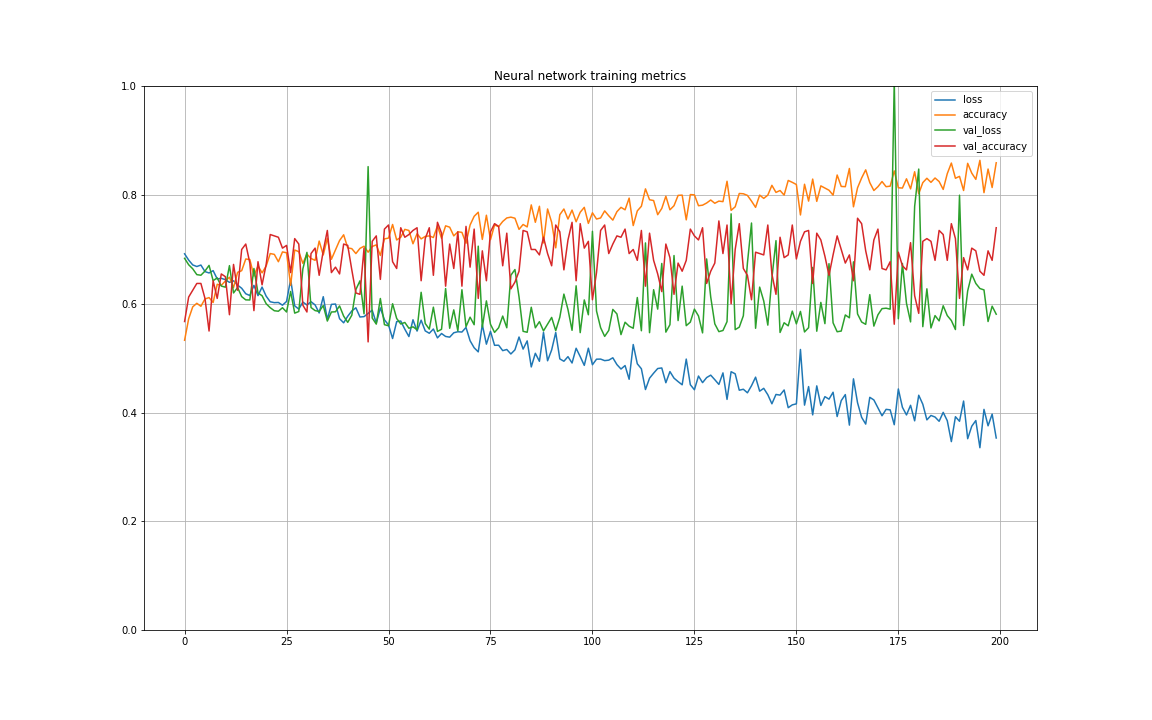 Neural network training metrics
1.0
loss
accuracy
val_loss
val_accuracy
0.8
0.6
0.4
0.2
0.0
0 25 50 75 100 125 150 175 200